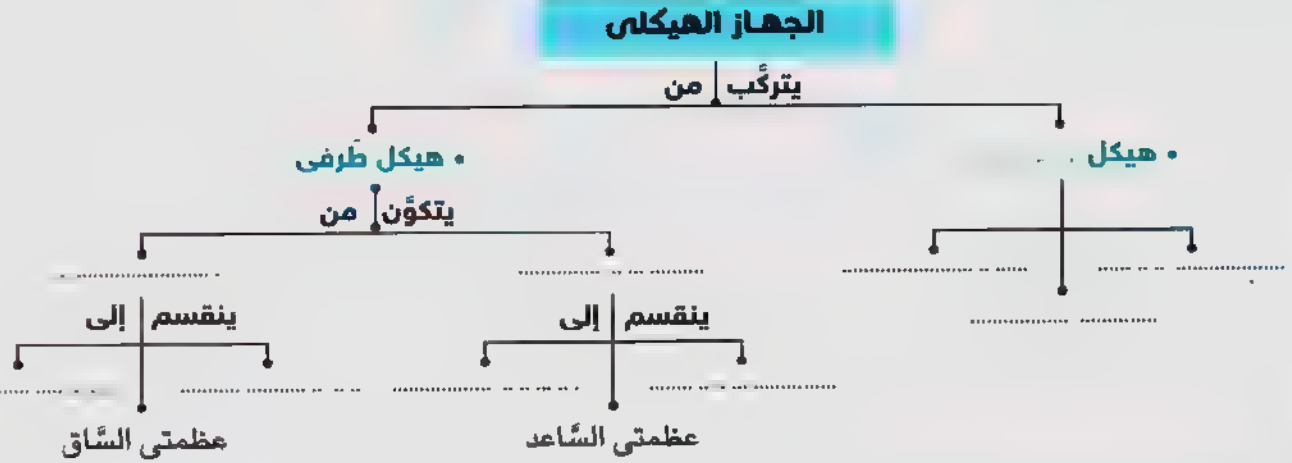 الجهاز الهيكلى
يتركَّب من
• هيكل ...
• هيكل طَرفى
يتكوَّن من
ينقسم إلى
ينقسم إلى
عظمتى السَّاعد
عظمتى السَّاق